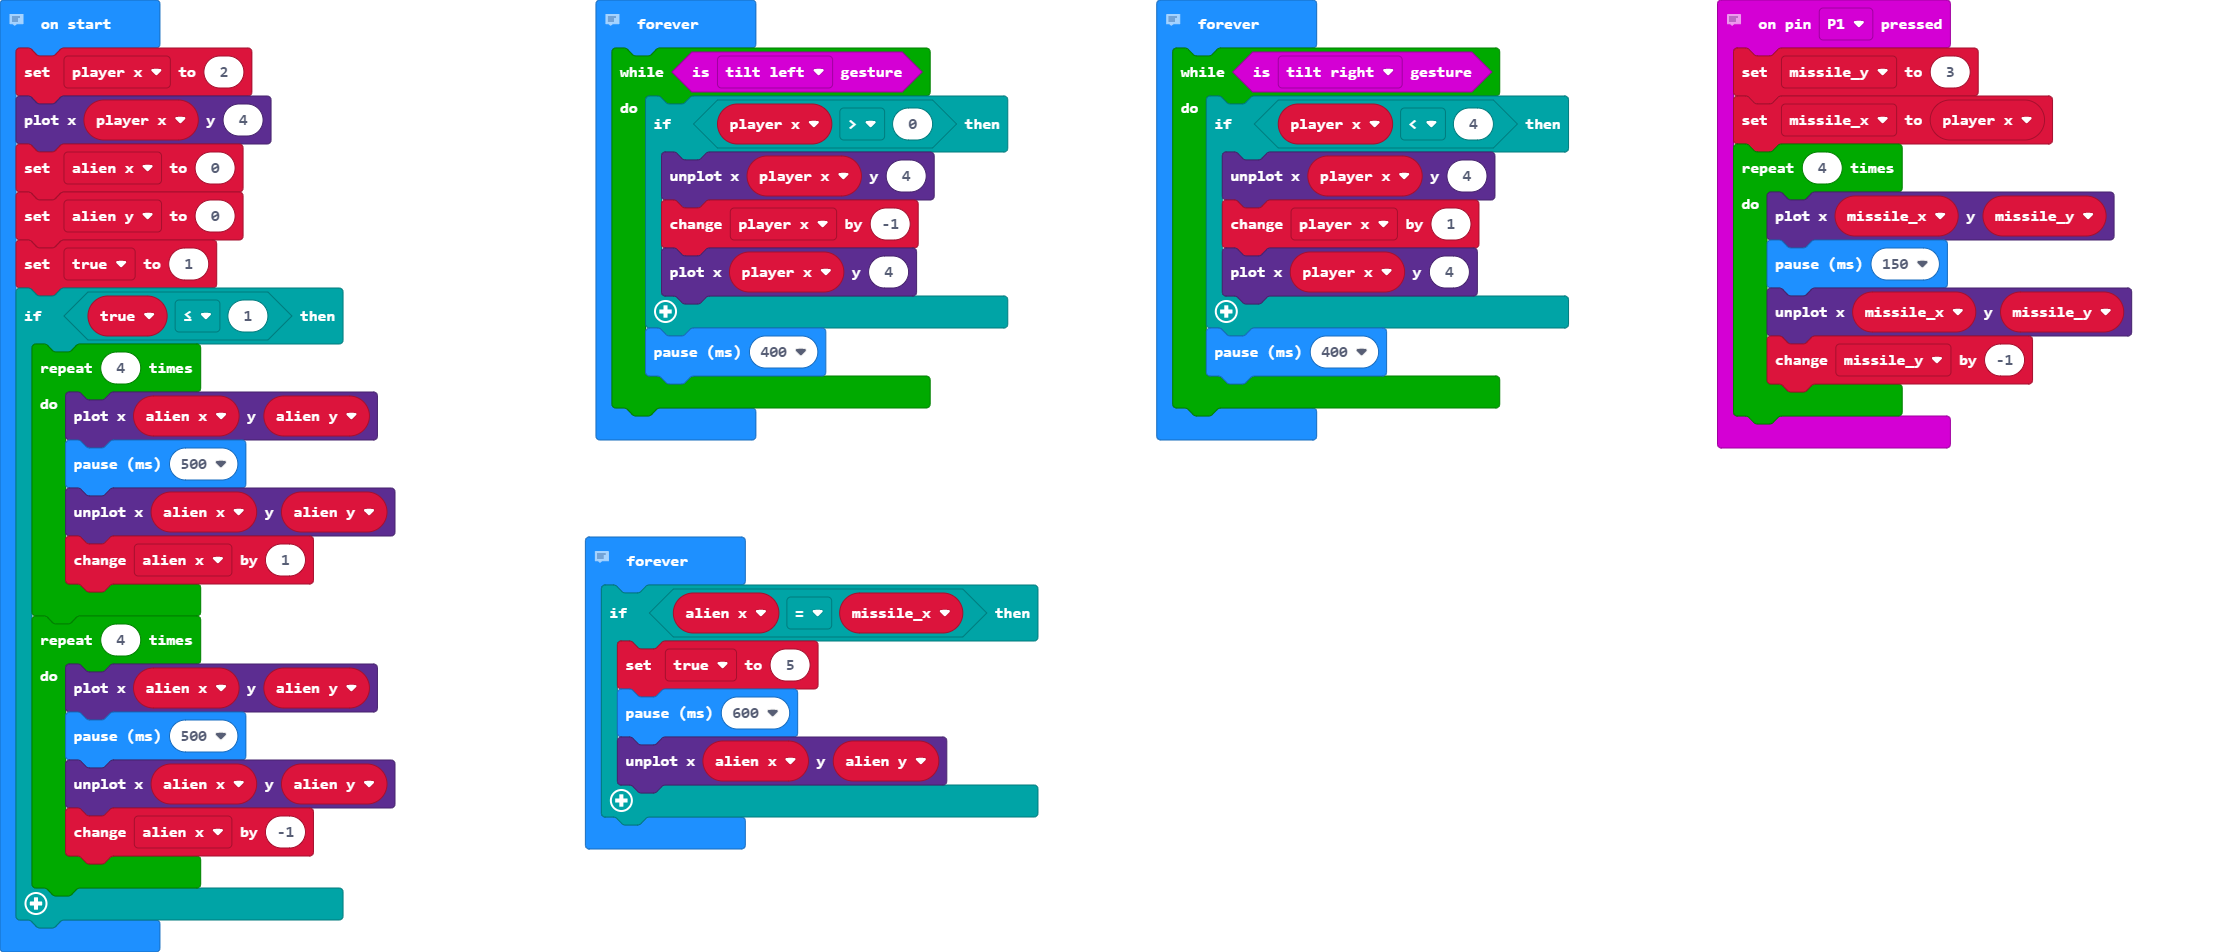 on start
set player x to 2
plot x player x y 4
set alien x to 0
set alien y to 0
set true to 1
if true ≤ 1 then
repeat 4 times
do
plot x alien x y alien y
pause (ms) 500
unplot x alien x y alien y
change alien x by 1
repeat 4 times
do
plot x alien x y alien y
pause (ms) 500
unplot x alien x y alien y
change alien x by -1
forever
while is tilt left gesture
do
if player x > 0 then
unplot x player x y 4
change player x by -1
plot x player x y 4
pause (ms) 400
forever
while is tilt right gesture
do
if player x < 4 then
unplot x player x y 4
change player x by 1
plot x player x y 4
pause (ms) 400
on pin P1 pressed
set missile_y to 3
set missile_x to player x
repeat 4 times
do
plot x missile_x y missile_y
pause (ms) 150
unplot x missile_x y missile_y
change missile_y by -1
forever
if alien x = missile_x then
set true to 5
pause (ms) 600
unplot x alien x y alien y